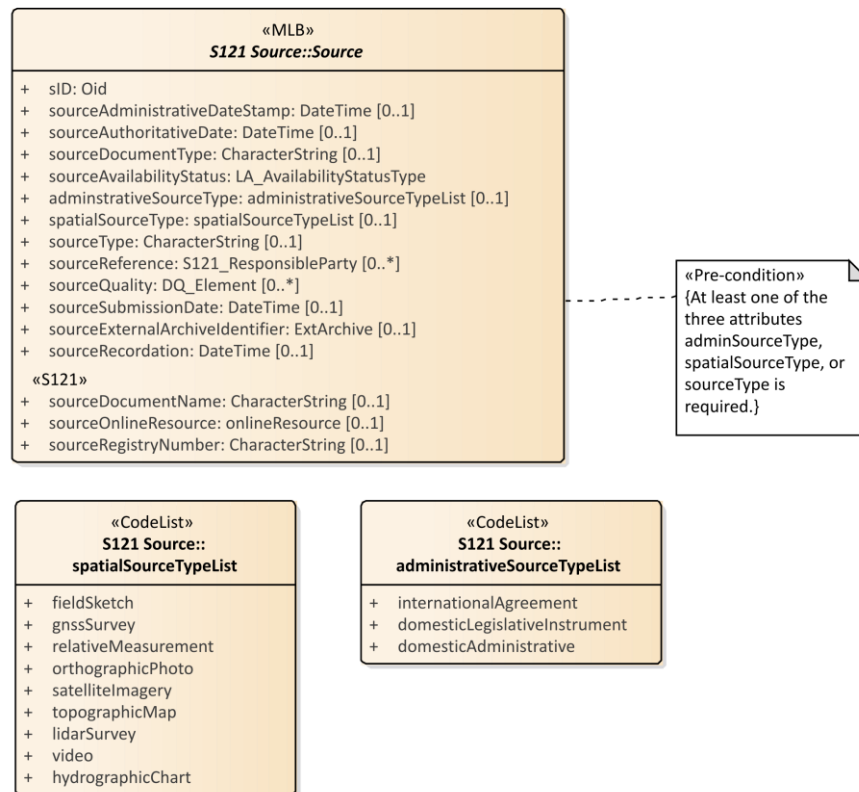 «MLB»
S121 Source::Source
+ sID: Oid
+ sourceAdministrativeDateStamp: DateTime [0..1]
+ sourceAuthoritativeDate: DateTime [0..1]
+ sourceDocumentType: CharacterString [0..1]
+ sourceAvailabilityStatus: LA_AvailabilityStatusType
+ adminstrativeSourceType: administrativeSourceTypeList [0..1]
+ spatialSourceType: spatialSourceTypeList [0..1]
+ sourceType: CharacterString [0..1]
+ sourceReference: S121_ResponsibleParty [0..*]
+ sourceQuality: DQ_Element [0..*]
+ sourceSubmissionDate: DateTime [0..1]
+ sourceExternalArchiveIdentifier: ExtArchive [0..1]
+ sourceRecordation: DateTime [0..1]
«S121»
+ sourceDocumentName: CharacterString [0..1]
+ sourceOnlineResource: onlineResource [0..1]
+ sourceRegistryNumber: CharacterString [0..1]
«Pre-condition»
{At least one of the
three attributes
adminSourceType,
spatialSourceType, or
sourceType is
required.}
«CodeList»
S121 Source::
spatialSourceTypeList
+ fieldSketch
+ gnssSurvey
+ relativeMeasurement
+ orthographicPhoto
+ satelliteImagery
+ topographicMap
+ lidarSurvey
+ video
+ hydrographicChart
«CodeList»
S121 Source::
administrativeSourceTypeList
+ internationalAgreement
+ domesticLegislativeInstrument
+ domesticAdministrative